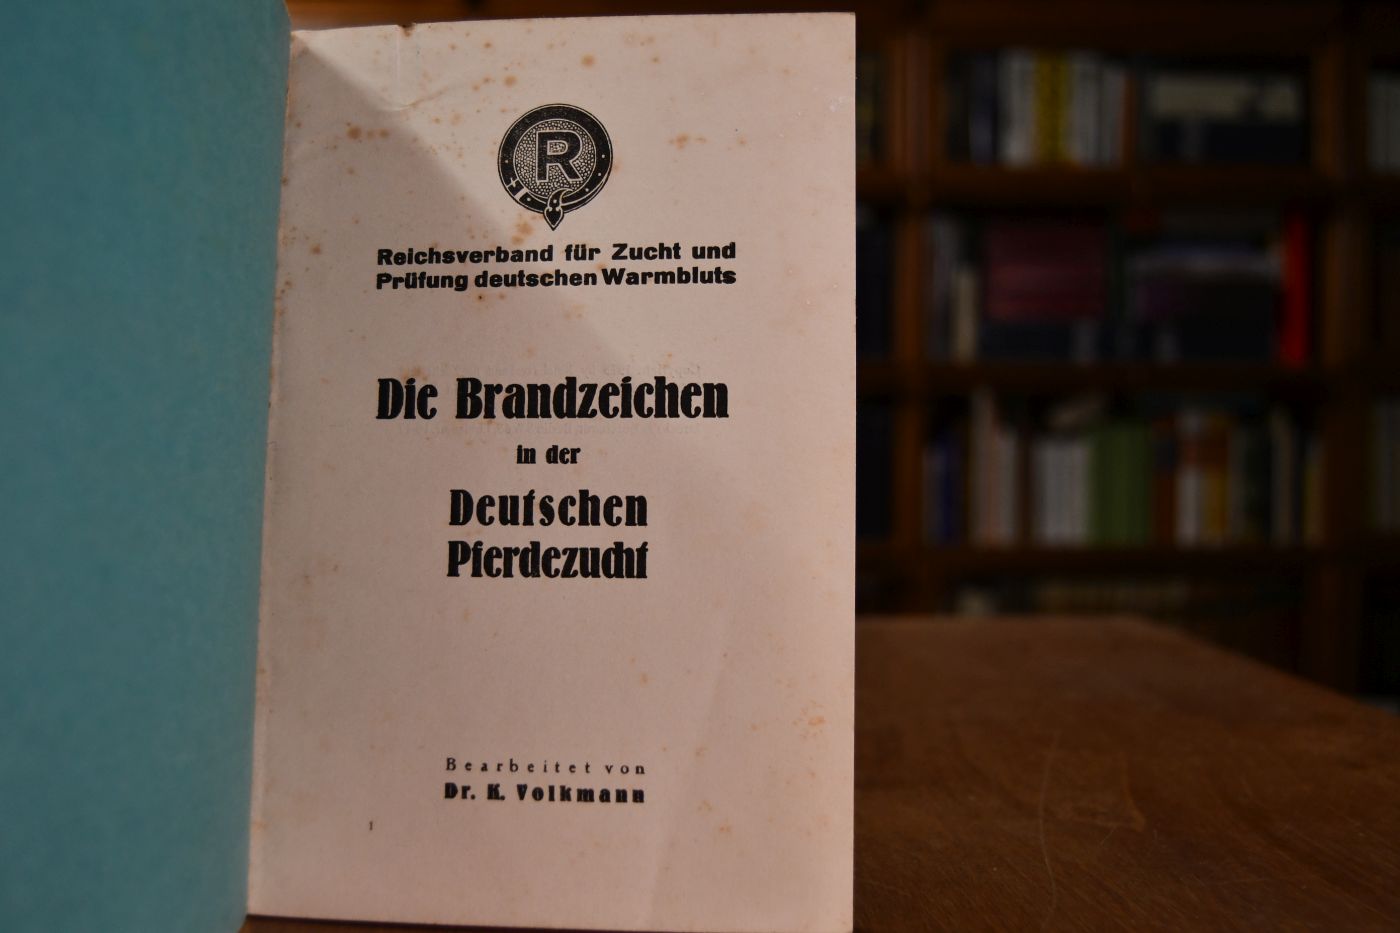 R
Reichsverband für Zucht und
Prüfung deutschen Warmbluts
Die Brandzeichen
in der
Deutschen
Pferdezucht
Bearbeitet von
Dr. K. Volkmann
1